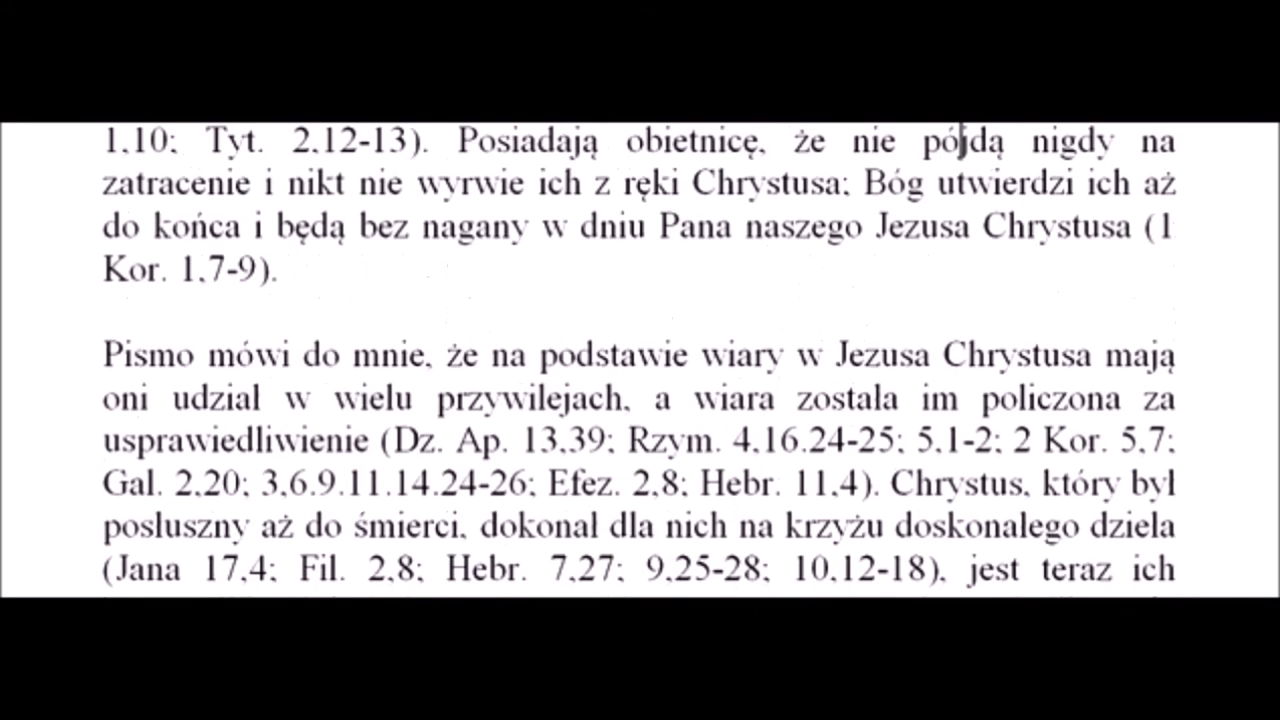 1,10; Tyt. 2,12-13). Posiadają obietnicę, że nie pójdą nigdy na
zatracenie i nikt nie wyrwie ich z ręki Chrystusa; Bóg utwierdzi ich aż
do końca i będą bez nagany w dniu Pana naszego Jezusa Chrystusa (1
Kor. 1,7-9).
Pismo mówi do mnie, że na podstawie wiary w Jezusa Chrystusa mają
oni udział w wielu przywilejach, a wiara została im policzona za
usprawiedliwienie (Dz. Ap. 13,39; Rzym. 4,16.24-25; 5,1-2; 2 Kor. 5,7;
Gal. 2,20; 3,6.9.11.14.24-26; Efez. 2,8; Hebr. 11,4). Chrystus, który był
posłuszny aż do śmierci, dokonał dla nich na krzyżu doskonałego dzieła
(Jana 17,4; Fil. 2,8; Hebr. 7,27; 9,25-28; 10,12-18), jest teraz ich